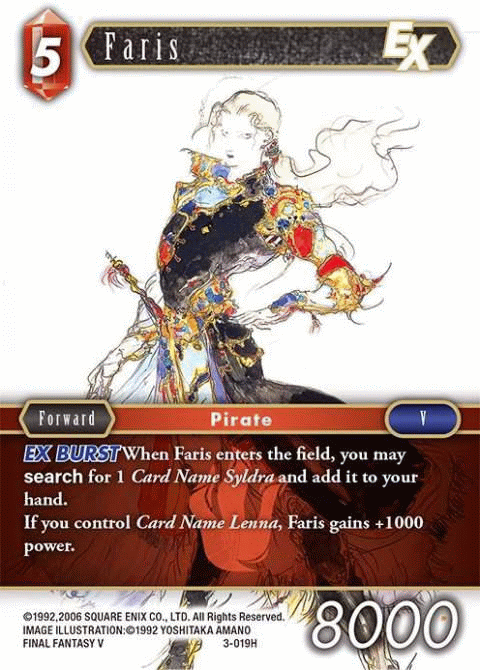 5
Faris
EX
Forward
Pirate
V
EX BURST When Faris enters the field, you may
search for 1 Card Name Syldra and add it to your
hand.
If you control Card Name Lenna, Faris gains +1000
power.
©1992,2006 SQUARE ENIX CO., LTD. All Rights Reserved.
IMAGE ILLUSTRATION:©1992 YOSHITAKA AMANO
FINAL FANTASY V
3-019H
8000